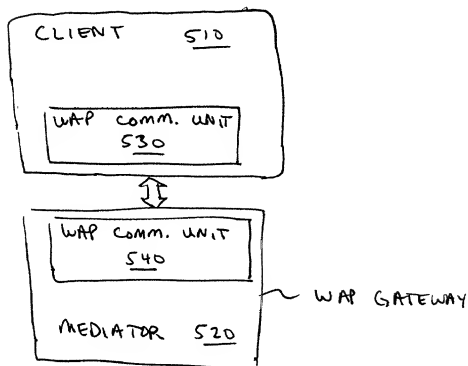 CLIENT 510
WAP COMM. UNIT
530
WAP COMM. UNIT
540
WAP GATEWAY
MEDIATOR 520